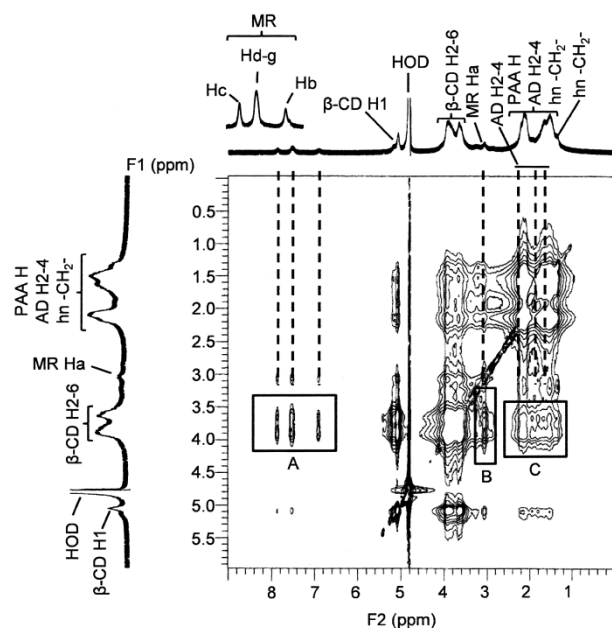 MR
Hd-g
Hc
Hb
HOD
β-CD H1
β-CD H2-6
MR Ha
AD H2-4
PAA H
AD H2-4
hn -CH₂-
hn -CH₂-
F1 (ppm)
0.5
1.0
1.5
2.0
2.5
3.0
3.5
4.0
4.5
5.0
5.5
PAA H
AD H2-4
hn -CH₂-
MR Ha
β-CD H2-6
HOD
β-CD H1
A
B
C
9 8 7 6 5 4 3 2 1
F2 (ppm)